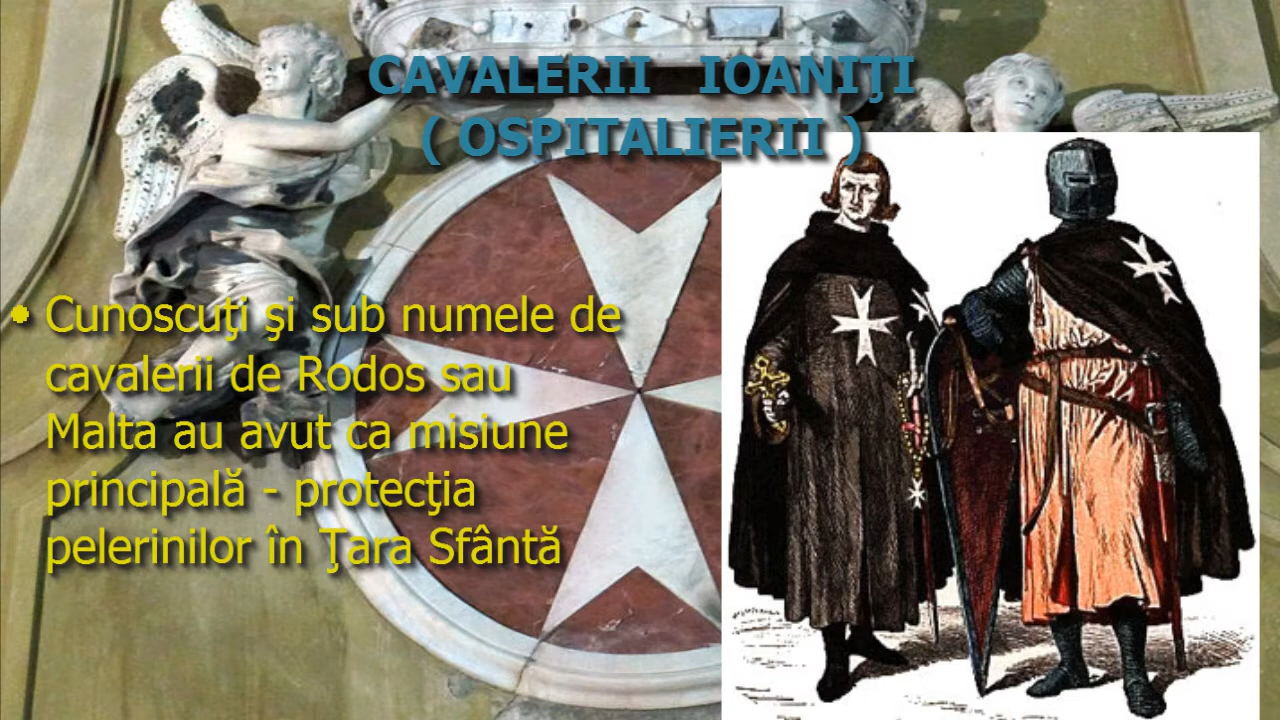 CAVALERII IOANIŢI
( OSPITALIERII )
• Cunoscuţi şi sub numele de
cavalerii de Rodos sau
Malta au avut ca misiune
principală - protecţia
pelerinilor în Ţara Sfântă